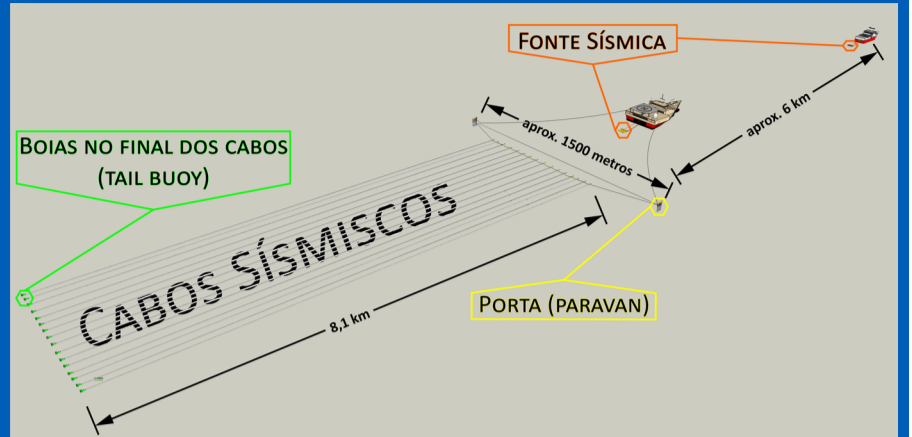 FONTE SÍSMICA
aprox. 6 km
aprox. 1500 metros
BOIAS NO FINAL DOS CABOS
(TAIL BUOY)
CABOS SÍSMISCOS
PORTA (PARAVAN)
8,1 km